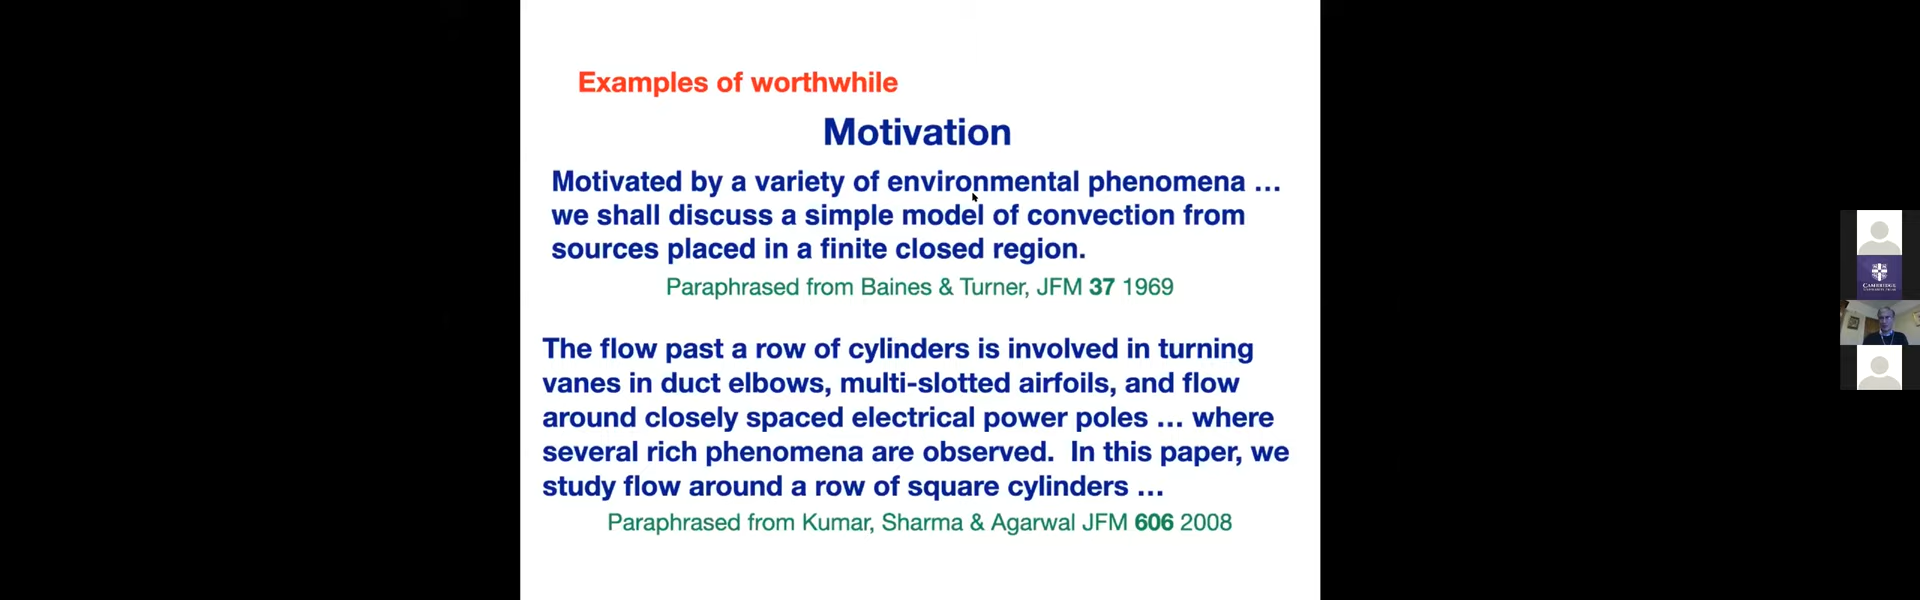 Examples of worthwhile
Motivation
Motivated by a variety of environmental phenomena ...
we shall discuss a simple model of convection from
sources placed in a finite closed region.
Paraphrased from Baines & Turner, JFM 37 1969
The flow past a row of cylinders is involved in turning
vanes in duct elbows, multi-slotted airfoils, and flow
around closely spaced electrical power poles ... where
several rich phenomena are observed.  In this paper, we
study flow around a row of square cylinders ...
Paraphrased from Kumar, Sharma & Agarwal JFM 606 2008
CAMBRIDGE